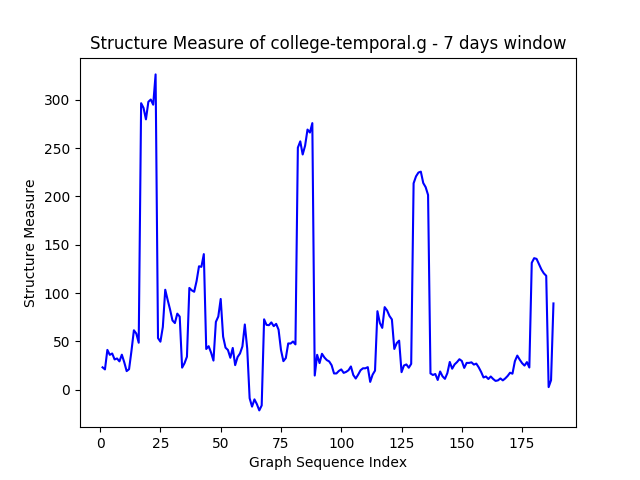 Structure Measure of college-temporal.g - 7 days window
Structure Measure
300
250
200
150
100
50
0
0 25 50 75 100 125 150 175
Graph Sequence Index